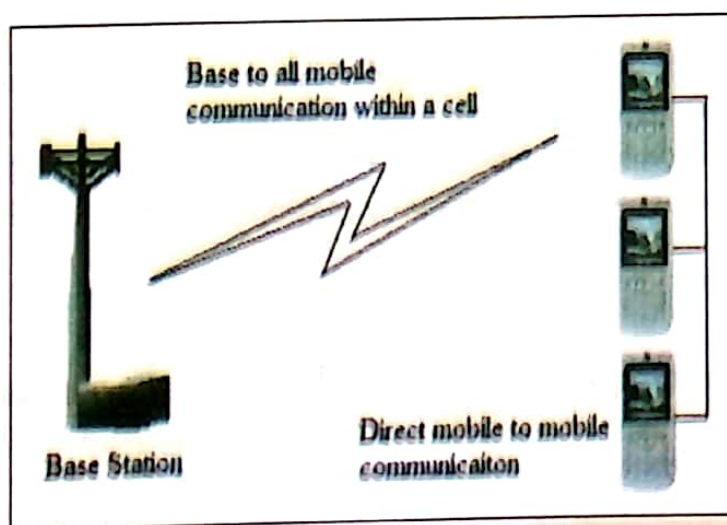 Base to all mobile
communication within a cell
Base Station
Direct mobile to mobile
communicaiton